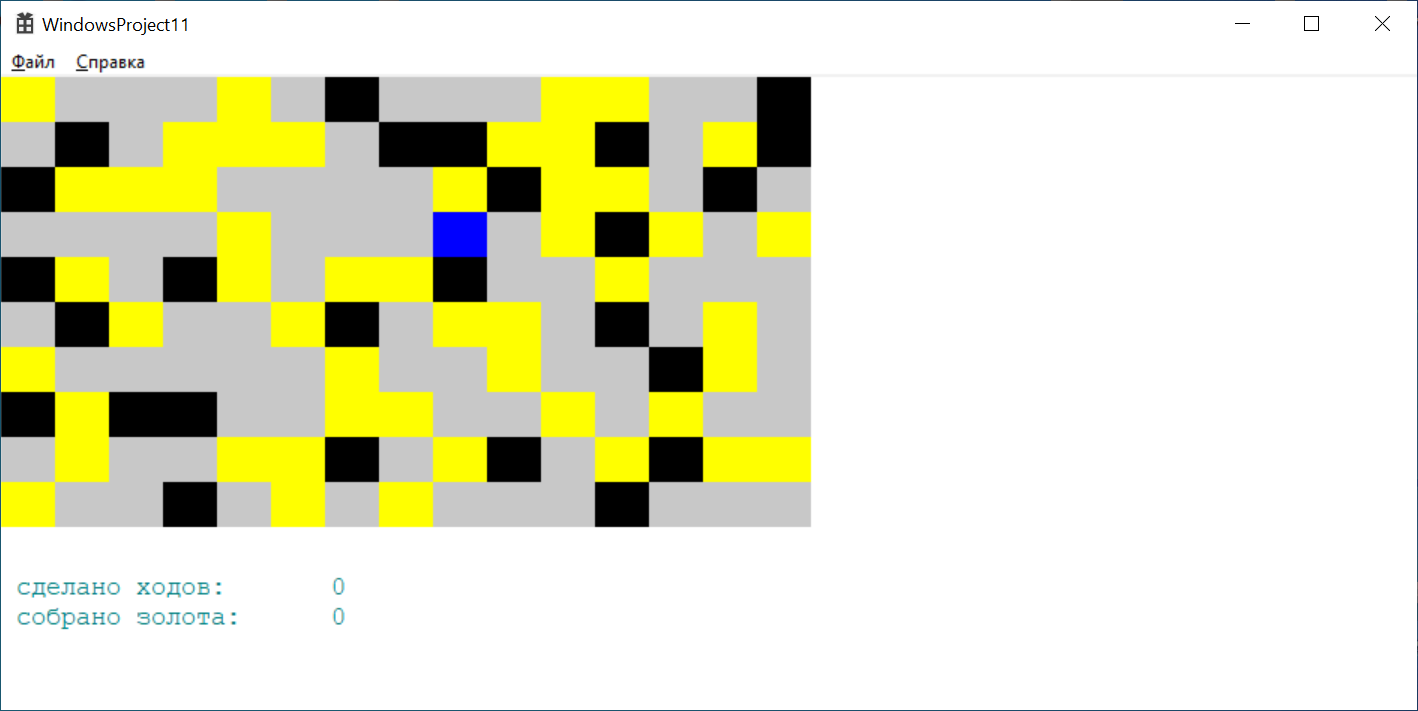 WindowsProject11
Файл Справка
сделано ходов: 0
собрано золота: 0